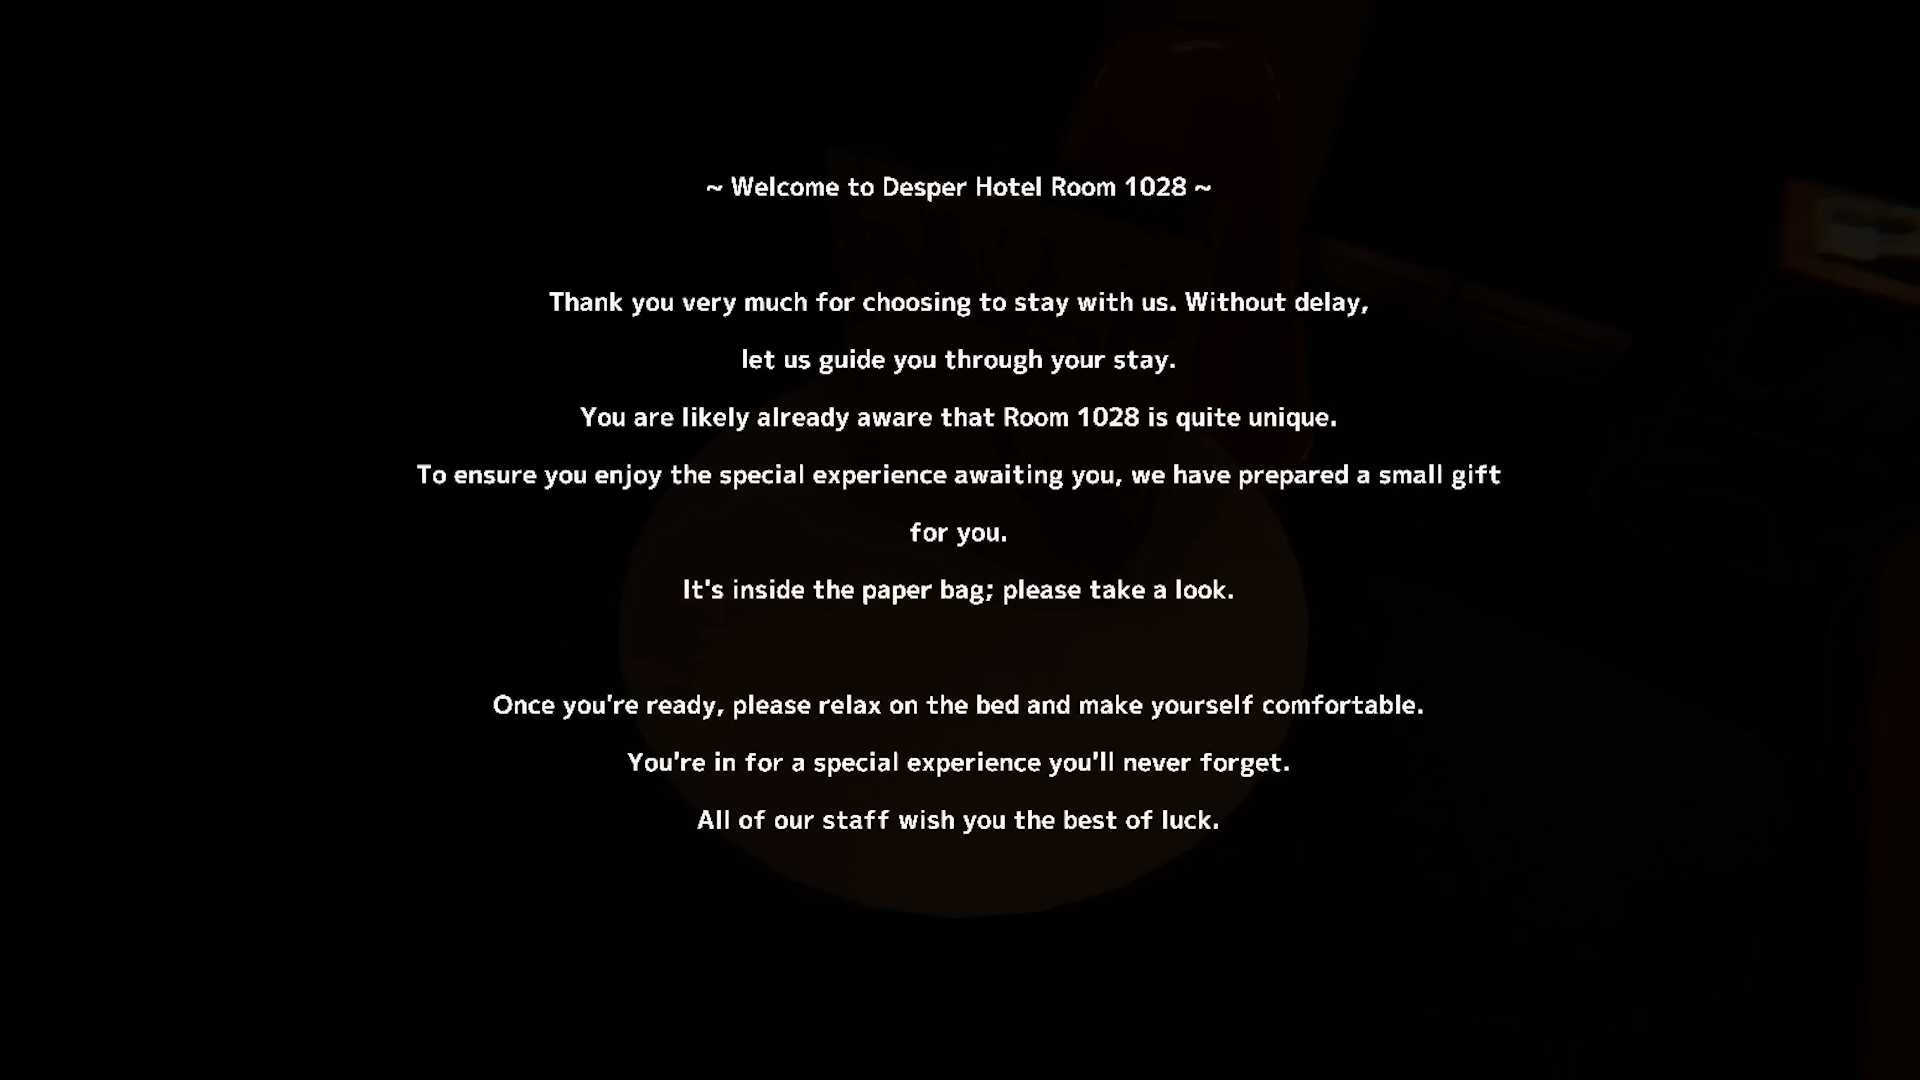 ~ Welcome to Desper Hotel Room 1028 ~
Thank you very much for choosing to stay with us. Without delay,
let us guide you through your stay.
You are likely already aware that Room 1028 is quite unique.
To ensure you enjoy the special experience awaiting you, we have prepared a small gift
for you.
It's inside the paper bag; please take a look.
Once you're ready, please relax on the bed and make yourself comfortable.
You're in for a special experience you'll never forget.
All of our staff wish you the best of luck.